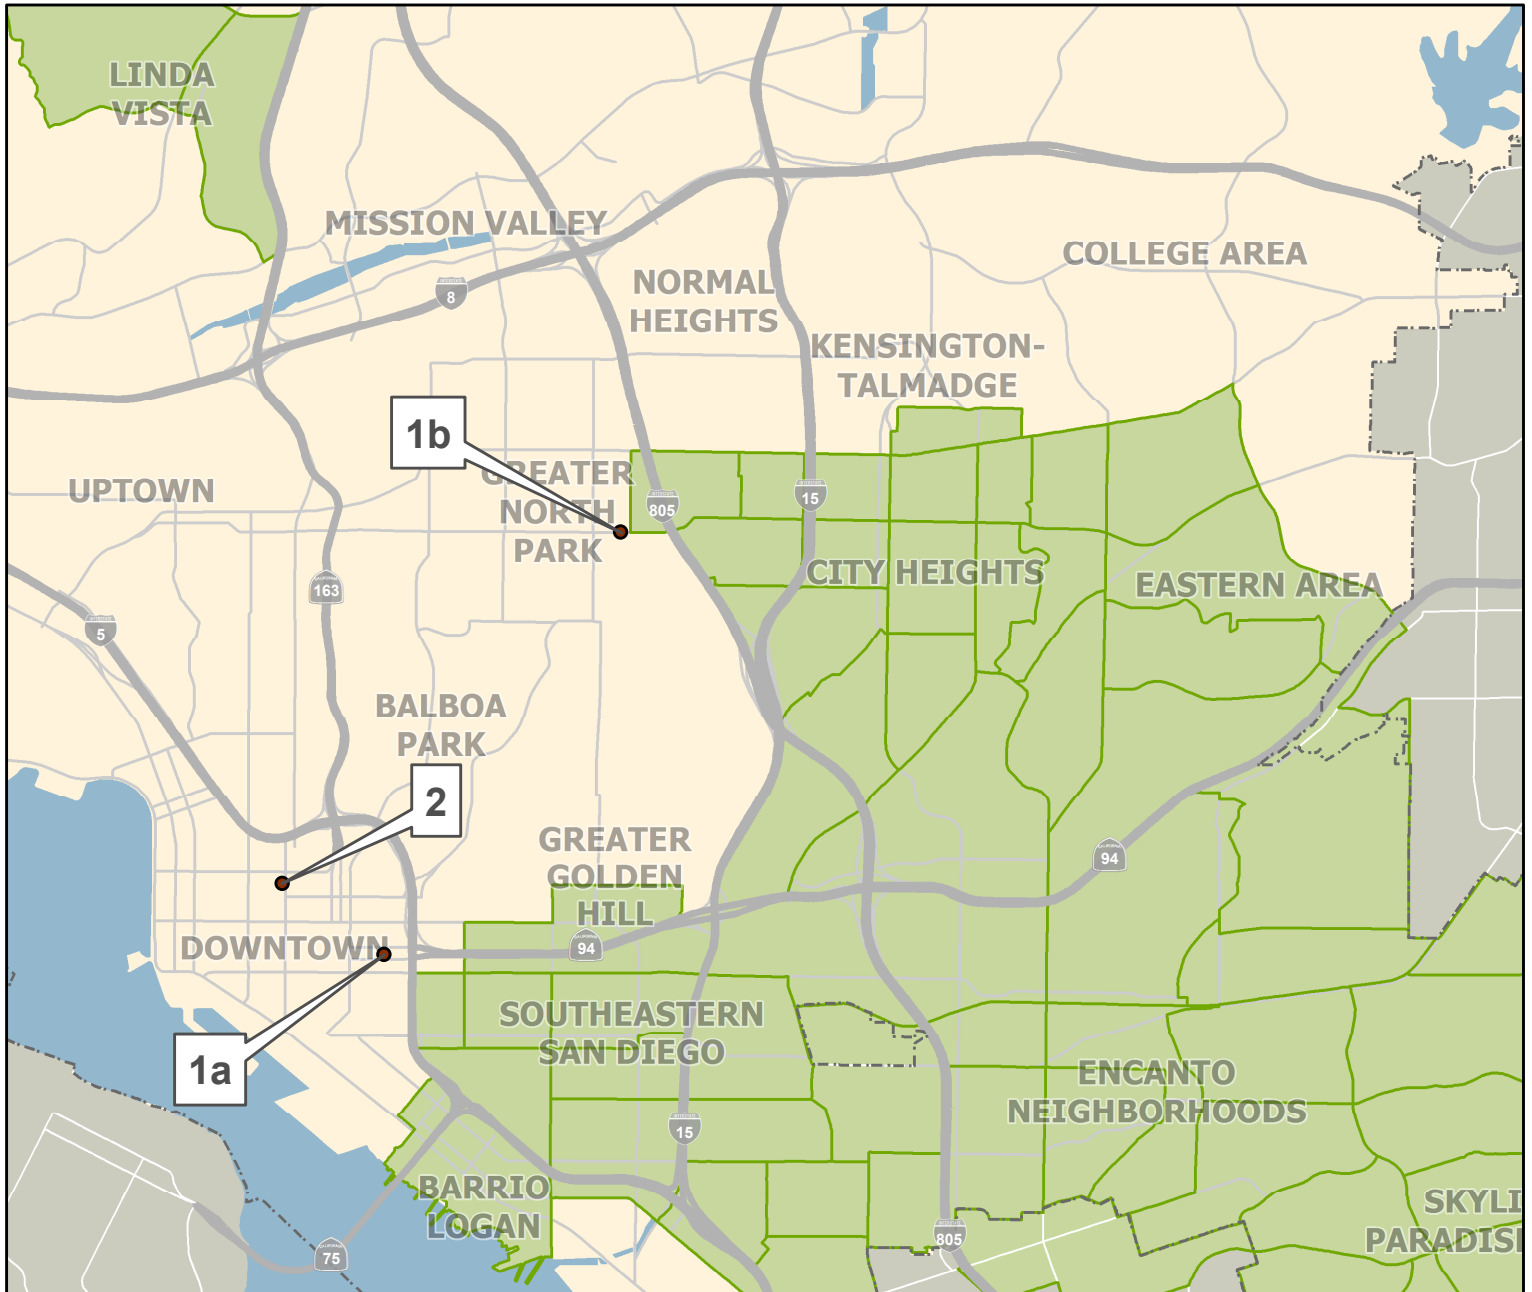 LINDA
VISTA
MISSION VALLEY
COLLEGE AREA
NORMAL
HEIGHTS
8
KENSINGTON-
TALMADGE
1b
GREATER
NORTH
PARK
UPTOWN
805
15
CITY HEIGHTS
EASTERN AREA
163
5
BALBOA
PARK
2
GREATER
GOLDEN
HILL
94
DOWNTOWN
94
SOUTHEASTERN
SAN DIEGO
1a
ENCANTO
NEIGHBORHOODS
15
BARRIO
LOGAN
SKYLI
PARADIS
805
75